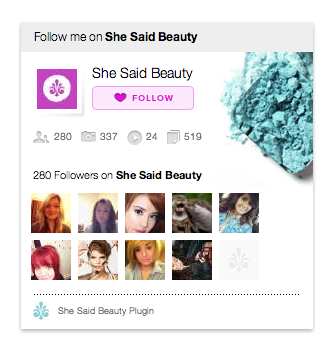 Follow me on She Said Beauty
She Said Beauty
FOLLOW
280 337 24 519
280 Followers on She Said Beauty
She Said Beauty Plugin